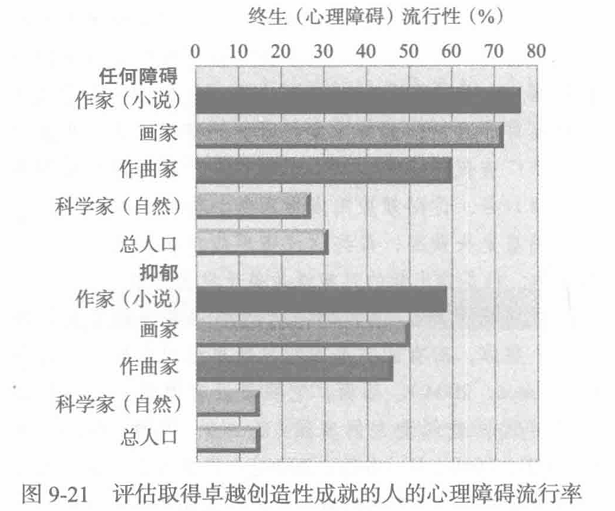 终生（心理障碍）流行性（%）
0 10 20 30 40 50 60 70 80
任何障碍
作家（小说）
画家
作曲家
科学家（自然）
总人口
抑郁
作家（小说）
画家
作曲家
科学家（自然）
总人口
图 9-21 评估取得卓越创造性成就的人的心理障碍流行率